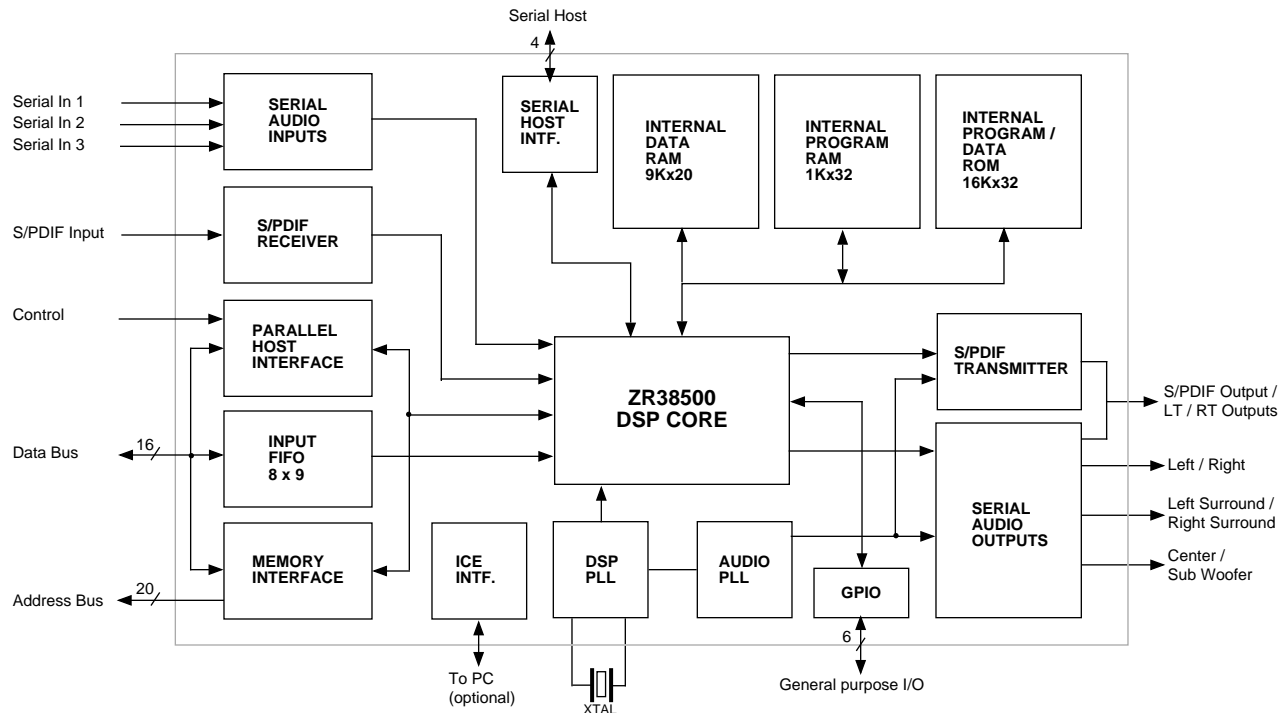 Serial Host
4
Serial In 1
Serial In 2
Serial In 3
SERIAL
AUDIO
INPUTS
SERIAL
HOST
INTF.
INTERNAL
DATA
RAM
9Kx20
INTERNAL
PROGRAM
RAM
1Kx32
INTERNAL
PROGRAM /
DATA
ROM
16Kx32
S/PDIF Input
S/PDIF
RECEIVER
Control
PARALLEL
HOST
INTERFACE
ZR38500
DSP CORE
S/PDIF
TRANSMITTER
S/PDIF Output /
LT / RT Outputs
Data Bus
16
INPUT
FIFO
8 x 9
Left / Right
Left Surround /
Right Surround
Center /
Sub Woofer
SERIAL
AUDIO
OUTPUTS
Address Bus
20
MEMORY
INTERFACE
ICE
INTF.
DSP
PLL
AUDIO
PLL
GPIO
6
To PC
(optional)
XTAL
General purpose I/O